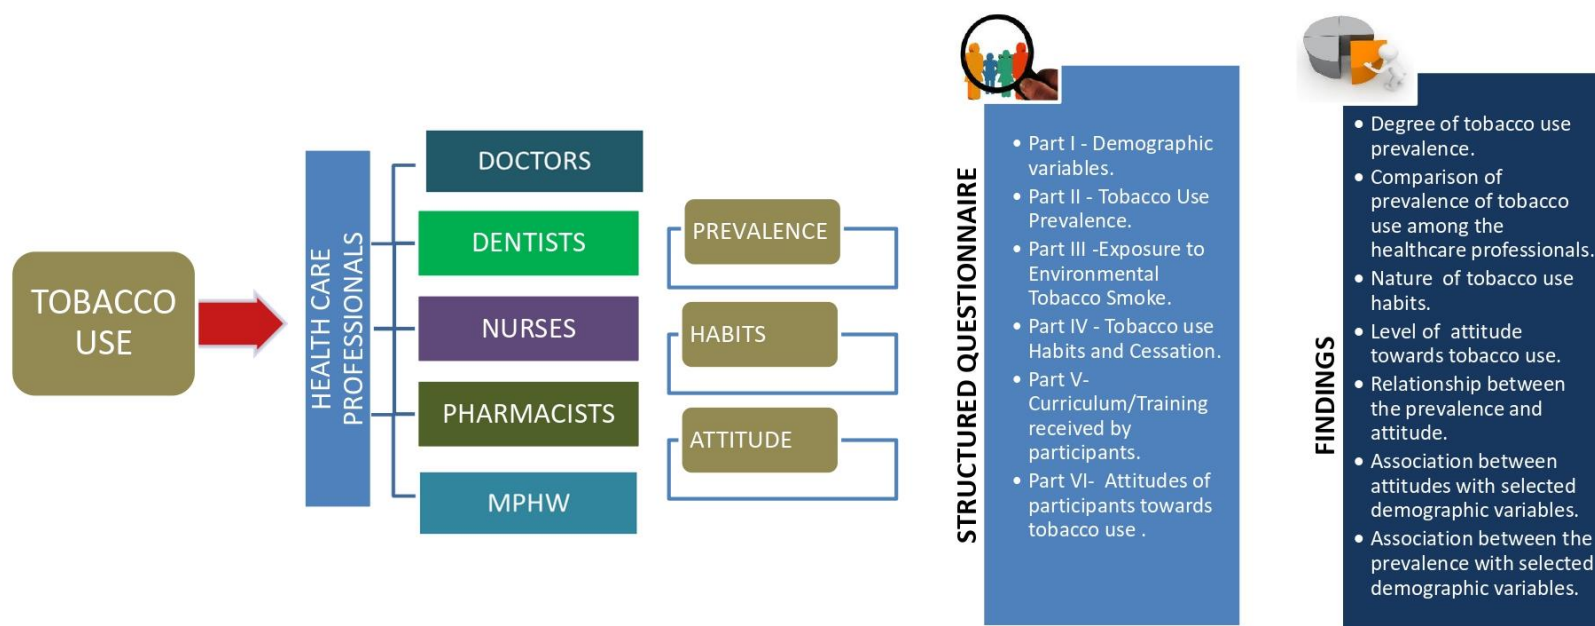 TOBACCO
USE
HEALTH CARE
PROFESSIONALS
DOCTORS
DENTISTS
NURSES
PHARMACISTS
MPHW
PREVALENCE
HABITS
ATTITUDE
STRUCTURED QUESTIONNAIRE
• Part I - Demographic
variables.
• Part II - Tobacco Use
Prevalence.
• Part III -Exposure to
Environmental
Tobacco Smoke.
• Part IV - Tobacco use
Habits and Cessation.
• Part V-
Curriculum/Training
received by
participants.
• Part VI- Attitudes of
participants towards
tobacco use .
FINDINGS
• Degree of tobacco use
prevalence.
• Comparison of
prevalence of tobacco
use among the
healthcare professionals.
• Nature of tobacco use
habits.
• Level of attitude
towards tobacco use.
• Relationship between
the prevalence and
attitude.
• Association between
attitudes with selected
demographic variables.
• Association between the
prevalence with selected
demographic variables.